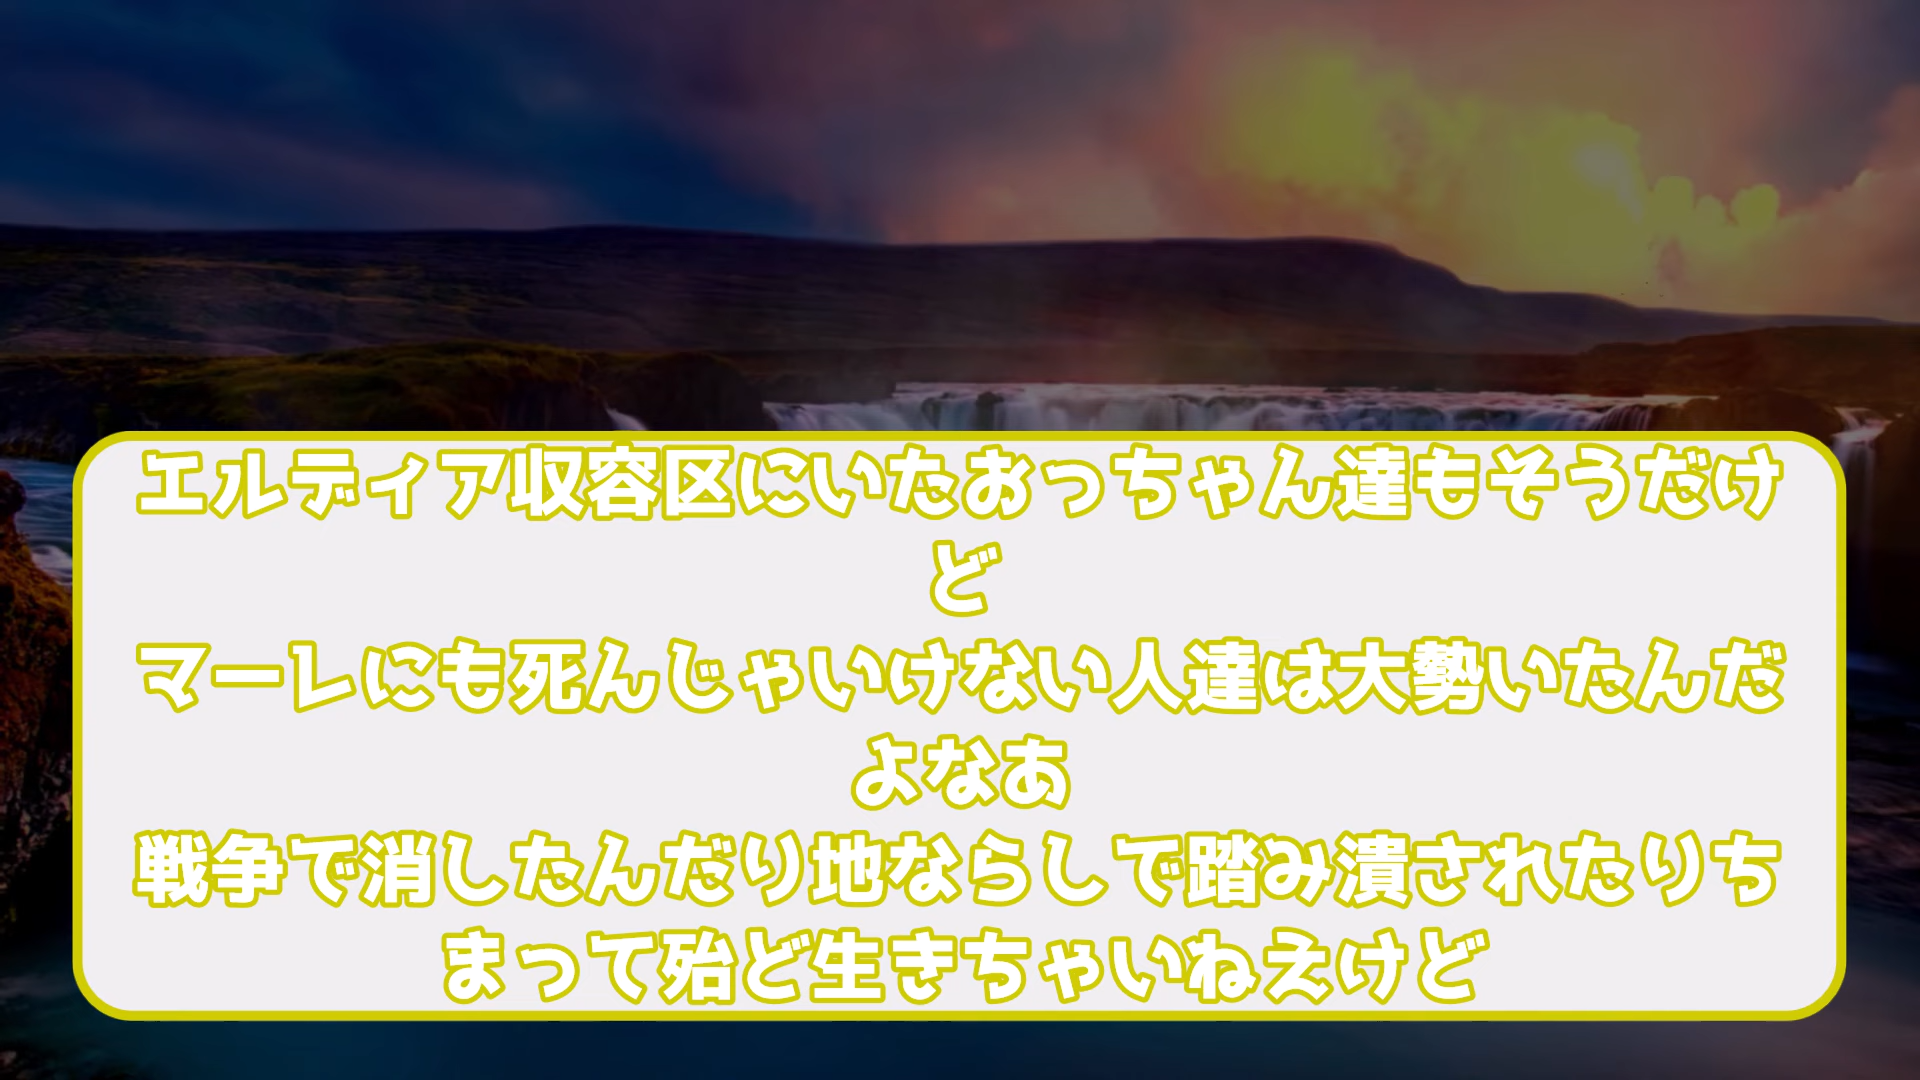 エルディア収容区にいたおっちゃん達もそうだけ
ど
マーレにも死んじゃいけない人達は大勢いたんだ
よなあ
戦争で消したんだり地ならしで踏み潰されたりち
まって殆ど生きちゃいねえけど